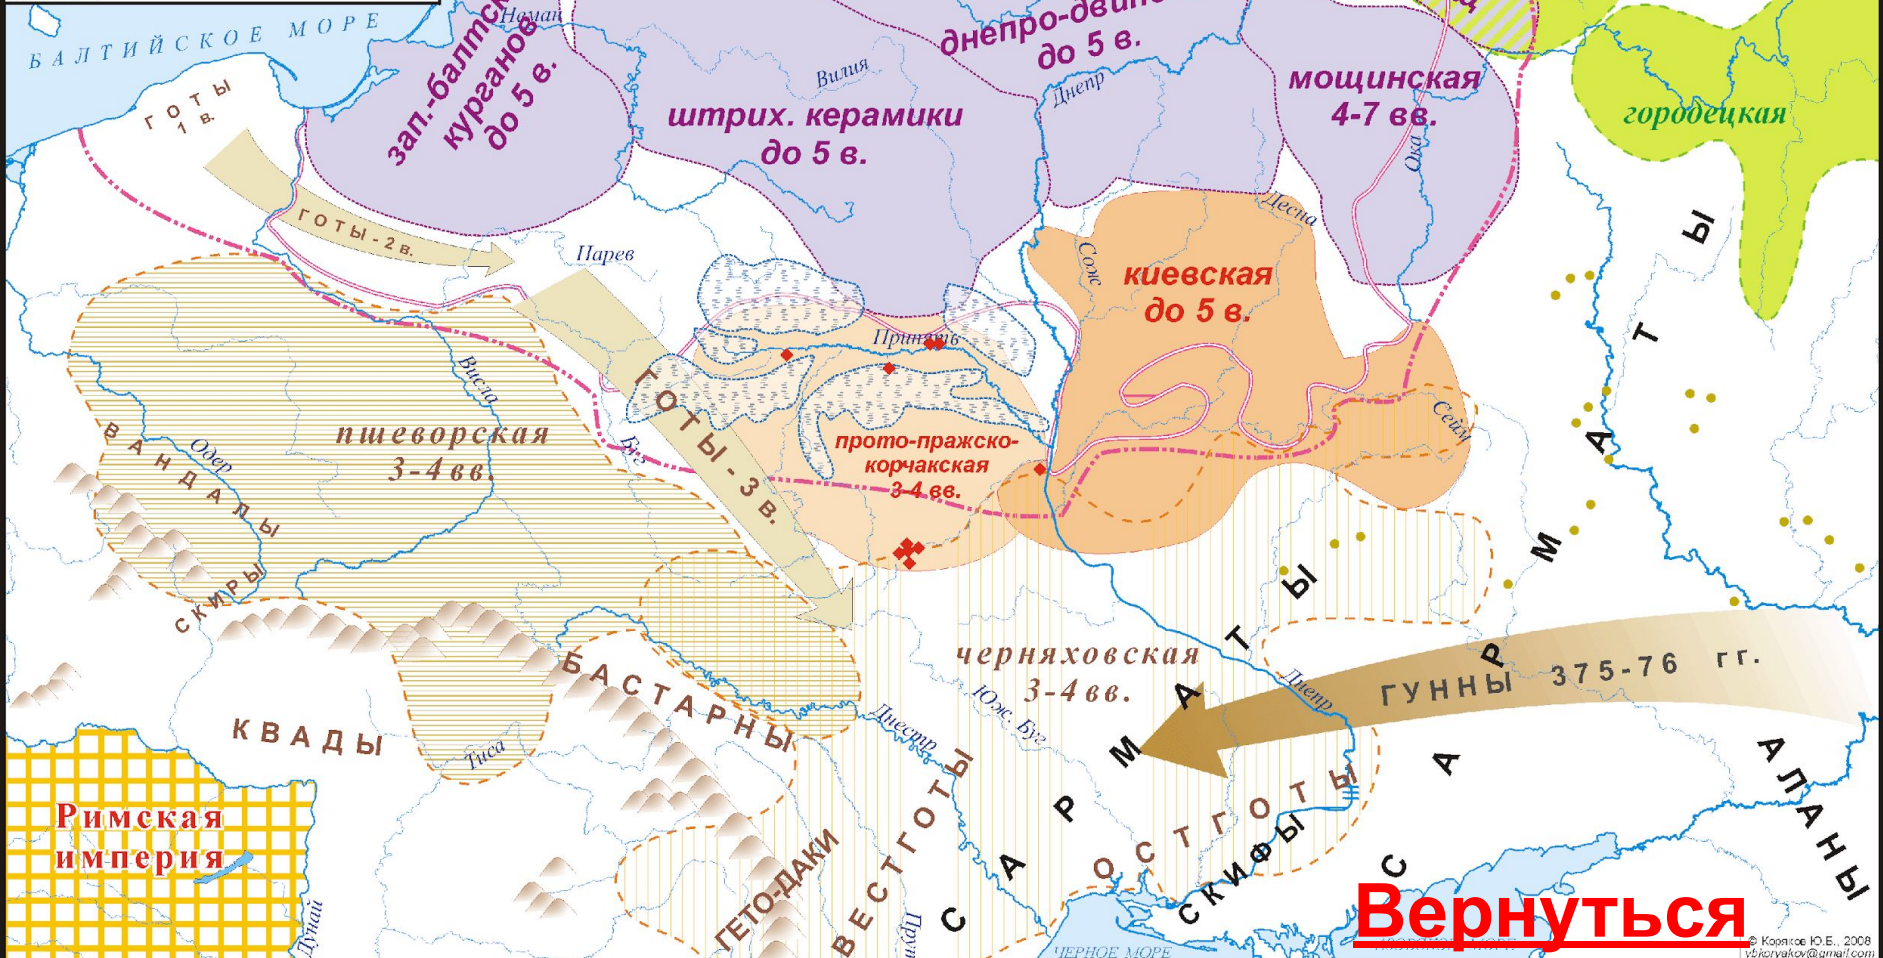 БАЛТИЙСКОЕ МОРЕ
Неман
зап.-балтск
курганов
до 5 в.
днепро-двин
до 5 в.
Вилия
Днепр
штрих. керамики
до 5 в.
мощинская
4-7 вв.
Ока
городецкая
ГОТЫ
1 в.
ГОТЫ-2 в.
Парев
Десна
Сож
киевская
до 5 в.
Припять
Висла
ГОТЫ-3 в.
Буг
прото-пражско-
корчакская
3-4 вв.
Сейм
пшеворская
3-4 вв.
Одер
ВАНДАЛЫ
СКИРЫ
БАСТАРНЫ
КВАДЫ
Тиса
черняховская
3-4 вв.
Юж. Буг
Днестр
Днепр
ГУННЫ 375-76 гг.
САРМАТЫ
САРМАТЫ
АЛАНЫ
Римская
империя
Дунай
ГЕТО-ДАКИ
ВЕСТГОТЫ
ОСТГОТЫ
СКИФЫ
ЧЕРНОЕ МОРЕ
Вернуться
© Коряков Ю.Б., 2008
ybkoryakov@gmail.com